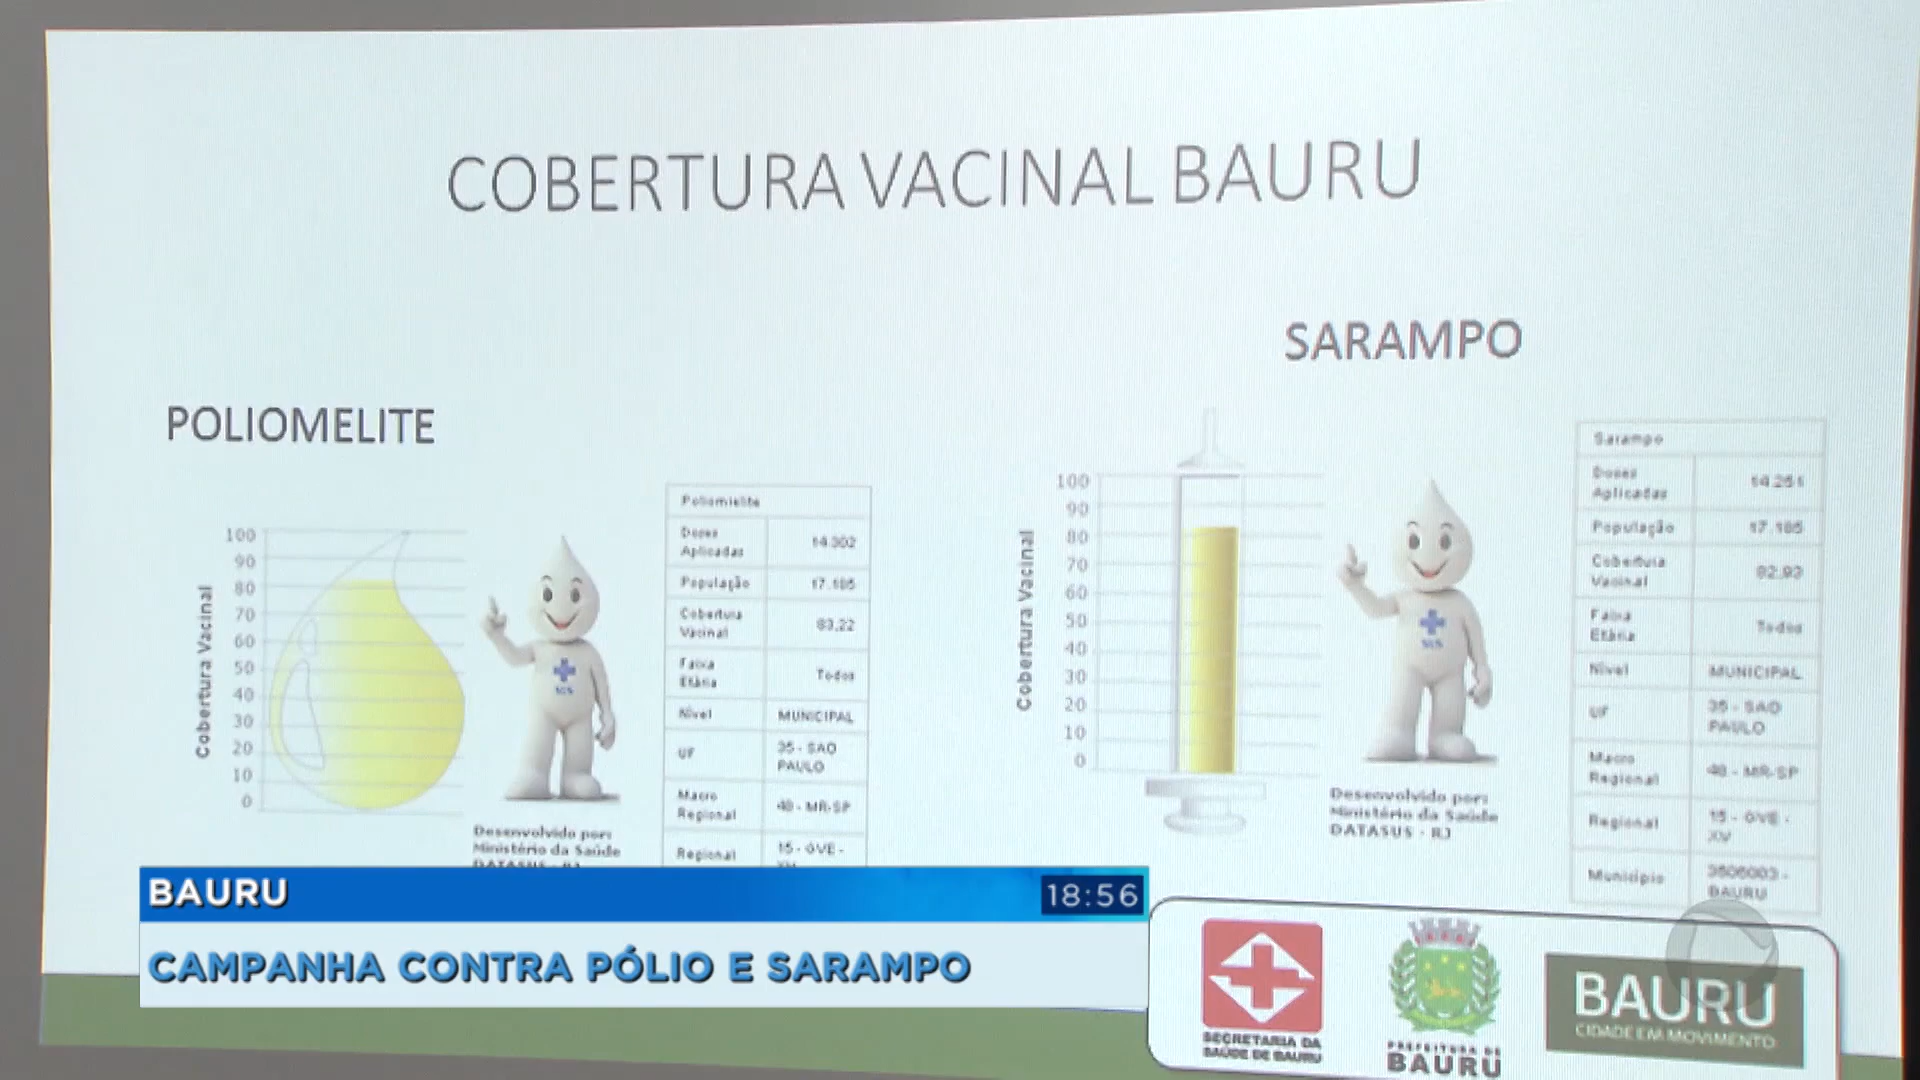 COBERTURA VACINAL BAURU
POLIOMELITE
Cobertura Vacinal
100
90
80
70
60
50
40
30
20
10
0
SUS
Desenvolvido por:
Ministério da Saúde
DATASUS - RJ
Poliomielite
Doses Aplicadas 14.302
População 17.185
Cobertura Vacinal 83,22
Faixa Etária Todos
Nível MUNICIPAL
UF 35 - SAO PAULO
Macro Regional 48 - MR-SP
Regional 15 - GVE -
SARAMPO
Cobertura Vacinal
100
90
80
70
60
50
40
30
20
10
0
SUS
Desenvolvido por:
Ministério da Saúde
DATASUS - RJ
Sarampo
Doses Aplicadas 14.251
População 17.185
Cobertura Vacinal 82,93
Faixa Etária Todos
Nível MUNICIPAL
UF 35 - SAO PAULO
Macro Regional 48 - MR-SP
Regional 15 - GVE - XV
Município 3506003 - BAURU
BAURU
18:56
CAMPANHA CONTRA PÓLIO E SARAMPO
SECRETARIA DA
SAÚDE DE BAURU
PREFEITURA DE
BAURU
BAURU
CIDADE EM MOVIMENTO